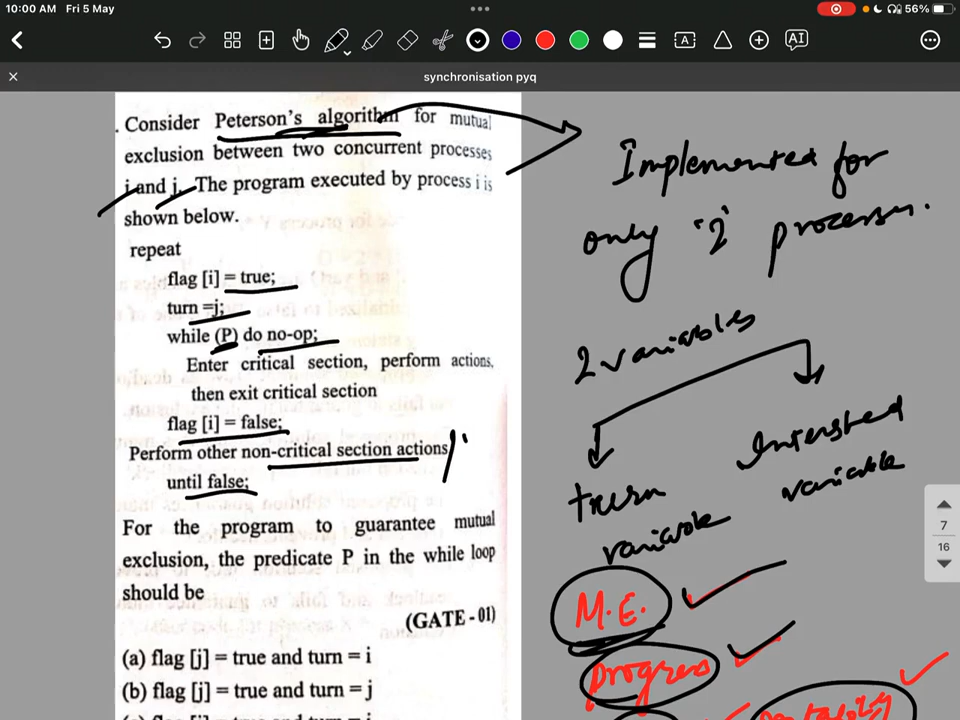 10:00 AM Fri 5 May
56%
synchronisation pyq
. Consider Peterson's algorithm for mutual
exclusion between two concurrent processes
i and j. The program executed by process i is
shown below.
repeat
flag [i] = true;
turn =j;
while (P) do no-op;
Enter critical section, perform actions,
then exit critical section
flag [i] = false;
Perform other non-critical section actions
until false;
For the program to guarantee mutual
exclusion, the predicate P in the while loop
should be
(GATE - 01)
(a) flag [j] = true and turn = i
(b) flag [j] = true and turn = j
Implemented for
only '2' processes.
2 variables
turn
variable
Interested
variable
M.E.
progress
7
16
A
AI